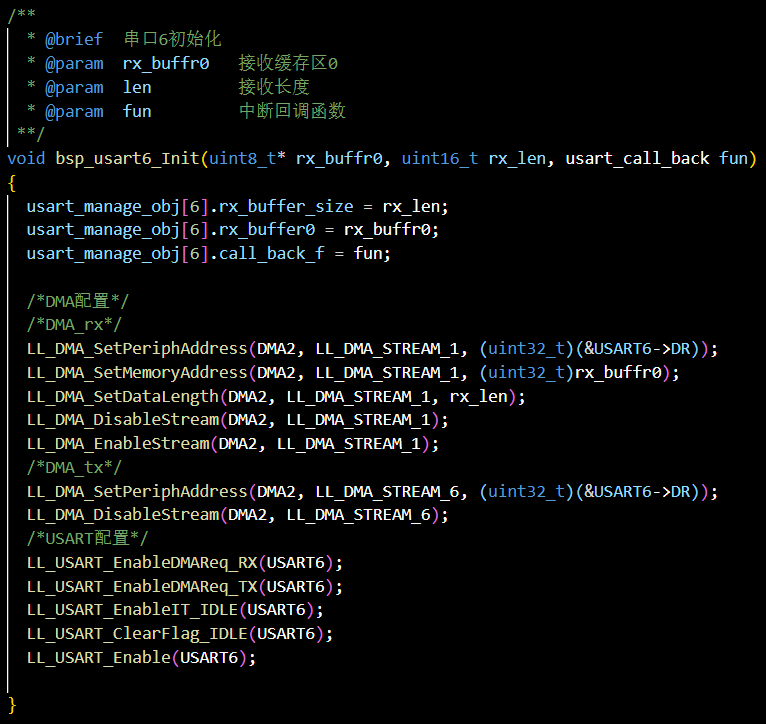 /**
* @brief 串口6初始化
* @param rx_buffr0 接收缓存区0
* @param len 接收长度
* @param fun 中断回调函数
**/
void bsp_usart6_Init(uint8_t* rx_buffr0, uint16_t rx_len, usart_call_back fun)
{
usart_manage_obj[6].rx_buffer_size = rx_len;
usart_manage_obj[6].rx_buffer0 = rx_buffr0;
usart_manage_obj[6].call_back_f = fun;
/*DMA配置*/
/*DMA_rx*/
LL_DMA_SetPeriphAddress(DMA2, LL_DMA_STREAM_1, (uint32_t)(&USART6->DR));
LL_DMA_SetMemoryAddress(DMA2, LL_DMA_STREAM_1, (uint32_t)rx_buffr0);
LL_DMA_SetDataLength(DMA2, LL_DMA_STREAM_1, rx_len);
LL_DMA_DisableStream(DMA2, LL_DMA_STREAM_1);
LL_DMA_EnableStream(DMA2, LL_DMA_STREAM_1);
/*DMA_tx*/
LL_DMA_SetPeriphAddress(DMA2, LL_DMA_STREAM_6, (uint32_t)(&USART6->DR));
LL_DMA_DisableStream(DMA2, LL_DMA_STREAM_6);
/*USART配置*/
LL_USART_EnableDMAReq_RX(USART6);
LL_USART_EnableDMAReq_TX(USART6);
LL_USART_EnableIT_IDLE(USART6);
LL_USART_ClearFlag_IDLE(USART6);
LL_USART_Enable(USART6);
}